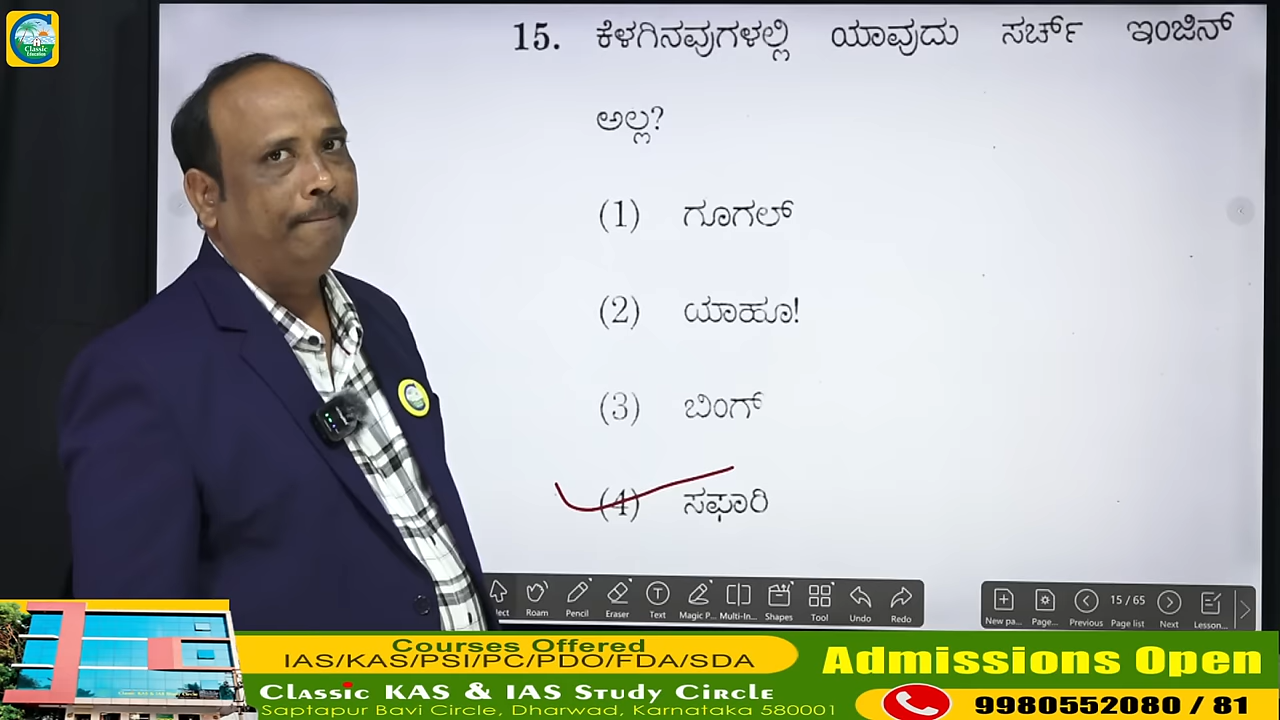 Classic
Education
15. ಕೆಳಗಿನವುಗಳಲ್ಲಿ ಯಾವುದು ಸರ್ಚ್ ಇಂಜಿನ್
ಅಲ್ಲ?
(1) ಗೂಗಲ್
(2) ಯಾಹೂ!
(3) ಬಿಂಗ್
(4) ಸಫಾರಿ
lect Roam Pencil Eraser Text Magic P... Multi-In... Shapes Tool Undo Redo
New pa... Page... Previous 15 / 65 Page list Next Lesson...
Courses Offered
IAS/KAS/PSI/PC/PDO/FDA/SDA
Classic KAS & IAS Study Circle
Saptapur Bavi Circle, Dharwad, Karnataka 580001
Admissions Open
9980552080 / 81